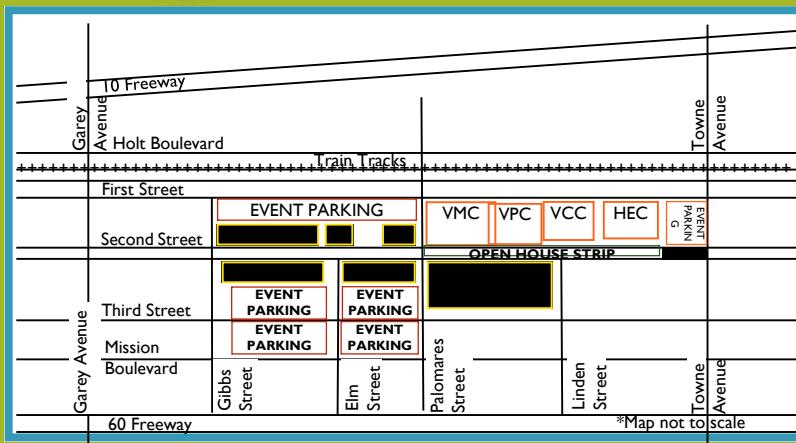 10 Freeway
Garey
Avenue
Towne
Avenue
Holt Boulevard
Train Tracks
First Street
EVENT PARKING
VMC
VPC
VCC
HEC
EVENT
PARKIN
G
Second Street
OPEN HOUSE STRIP
EVENT
PARKING
EVENT
PARKING
Third Street
EVENT
PARKING
EVENT
PARKING
Mission
Boulevard
Garey Avenue
Gibbs
Street
Elm
Street
Palomares
Street
Linden
Street
Towne
Avenue
60 Freeway
*Map not to scale